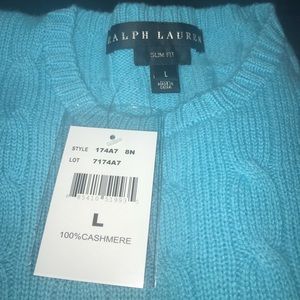 RALPH LAUREN
SLIM FIT
L
STYLE 174A7 BN
LOT 7174A7
L
100%CASHMERE